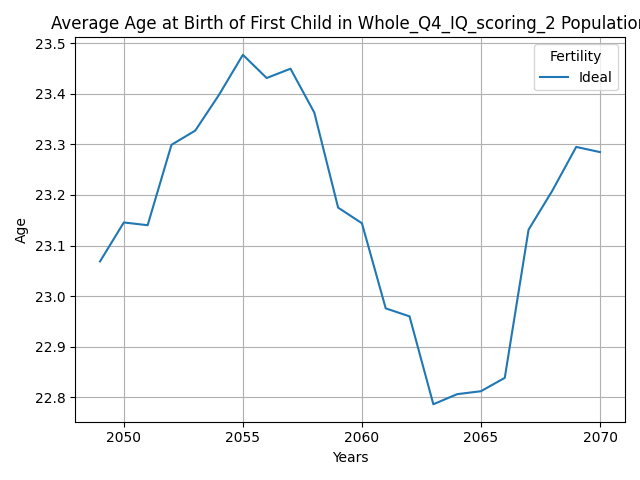 Average Age at Birth of First Child in Whole_Q4_IQ_scoring_2 Population
Fertility
Ideal
23.5
23.4
23.3
23.2
23.1
23.0
22.9
22.8
Age
2050 2055 2060 2065 2070
Years